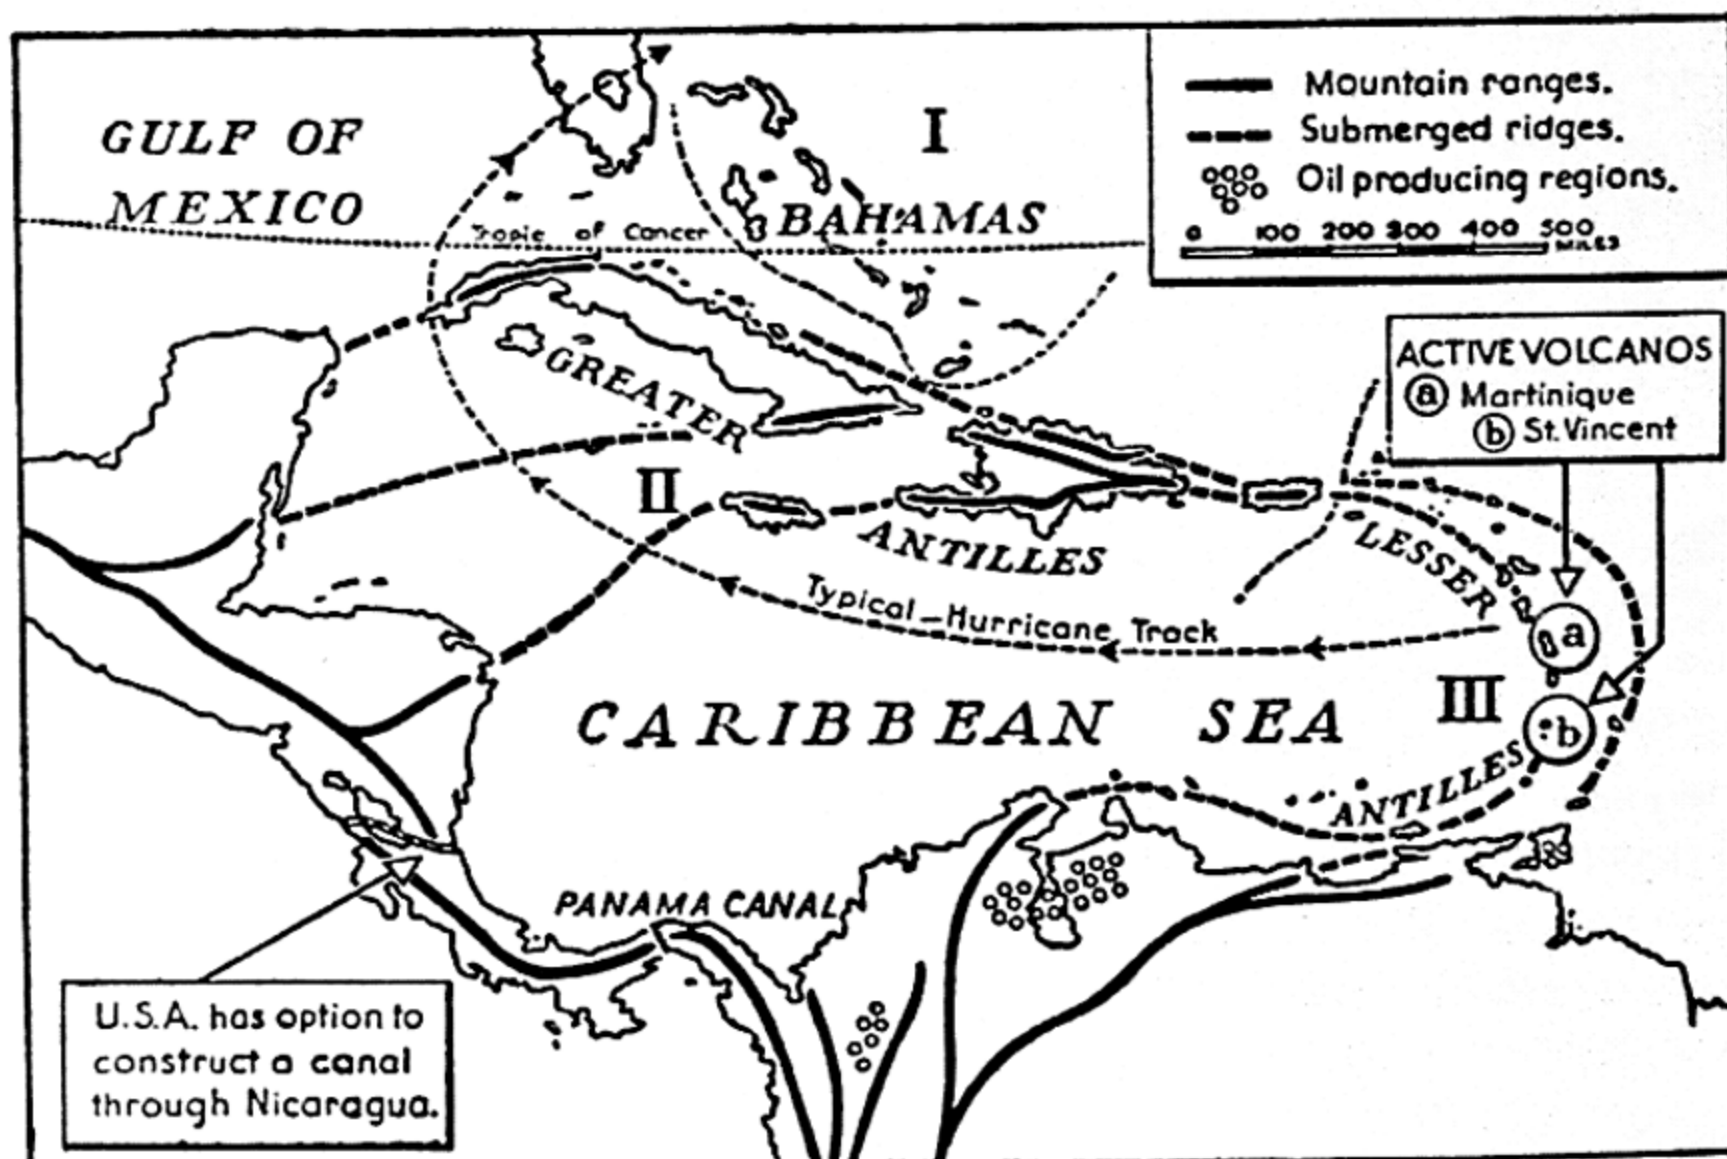 GULF OF
MEXICO
I
BAHAMAS
Tropic of Cancer
Mountain ranges.
Submerged ridges.
Oil producing regions.
0 100 200 300 400 500
MILES
ACTIVE VOLCANOS
a Martinique
b St. Vincent
GREATER
II
ANTILLES
LESSER
Typical-Hurricane Track
a
III
CARIBBEAN SEA
b
ANTILLES
PANAMA CANAL
U.S.A. has option to
construct a canal
through Nicaragua.